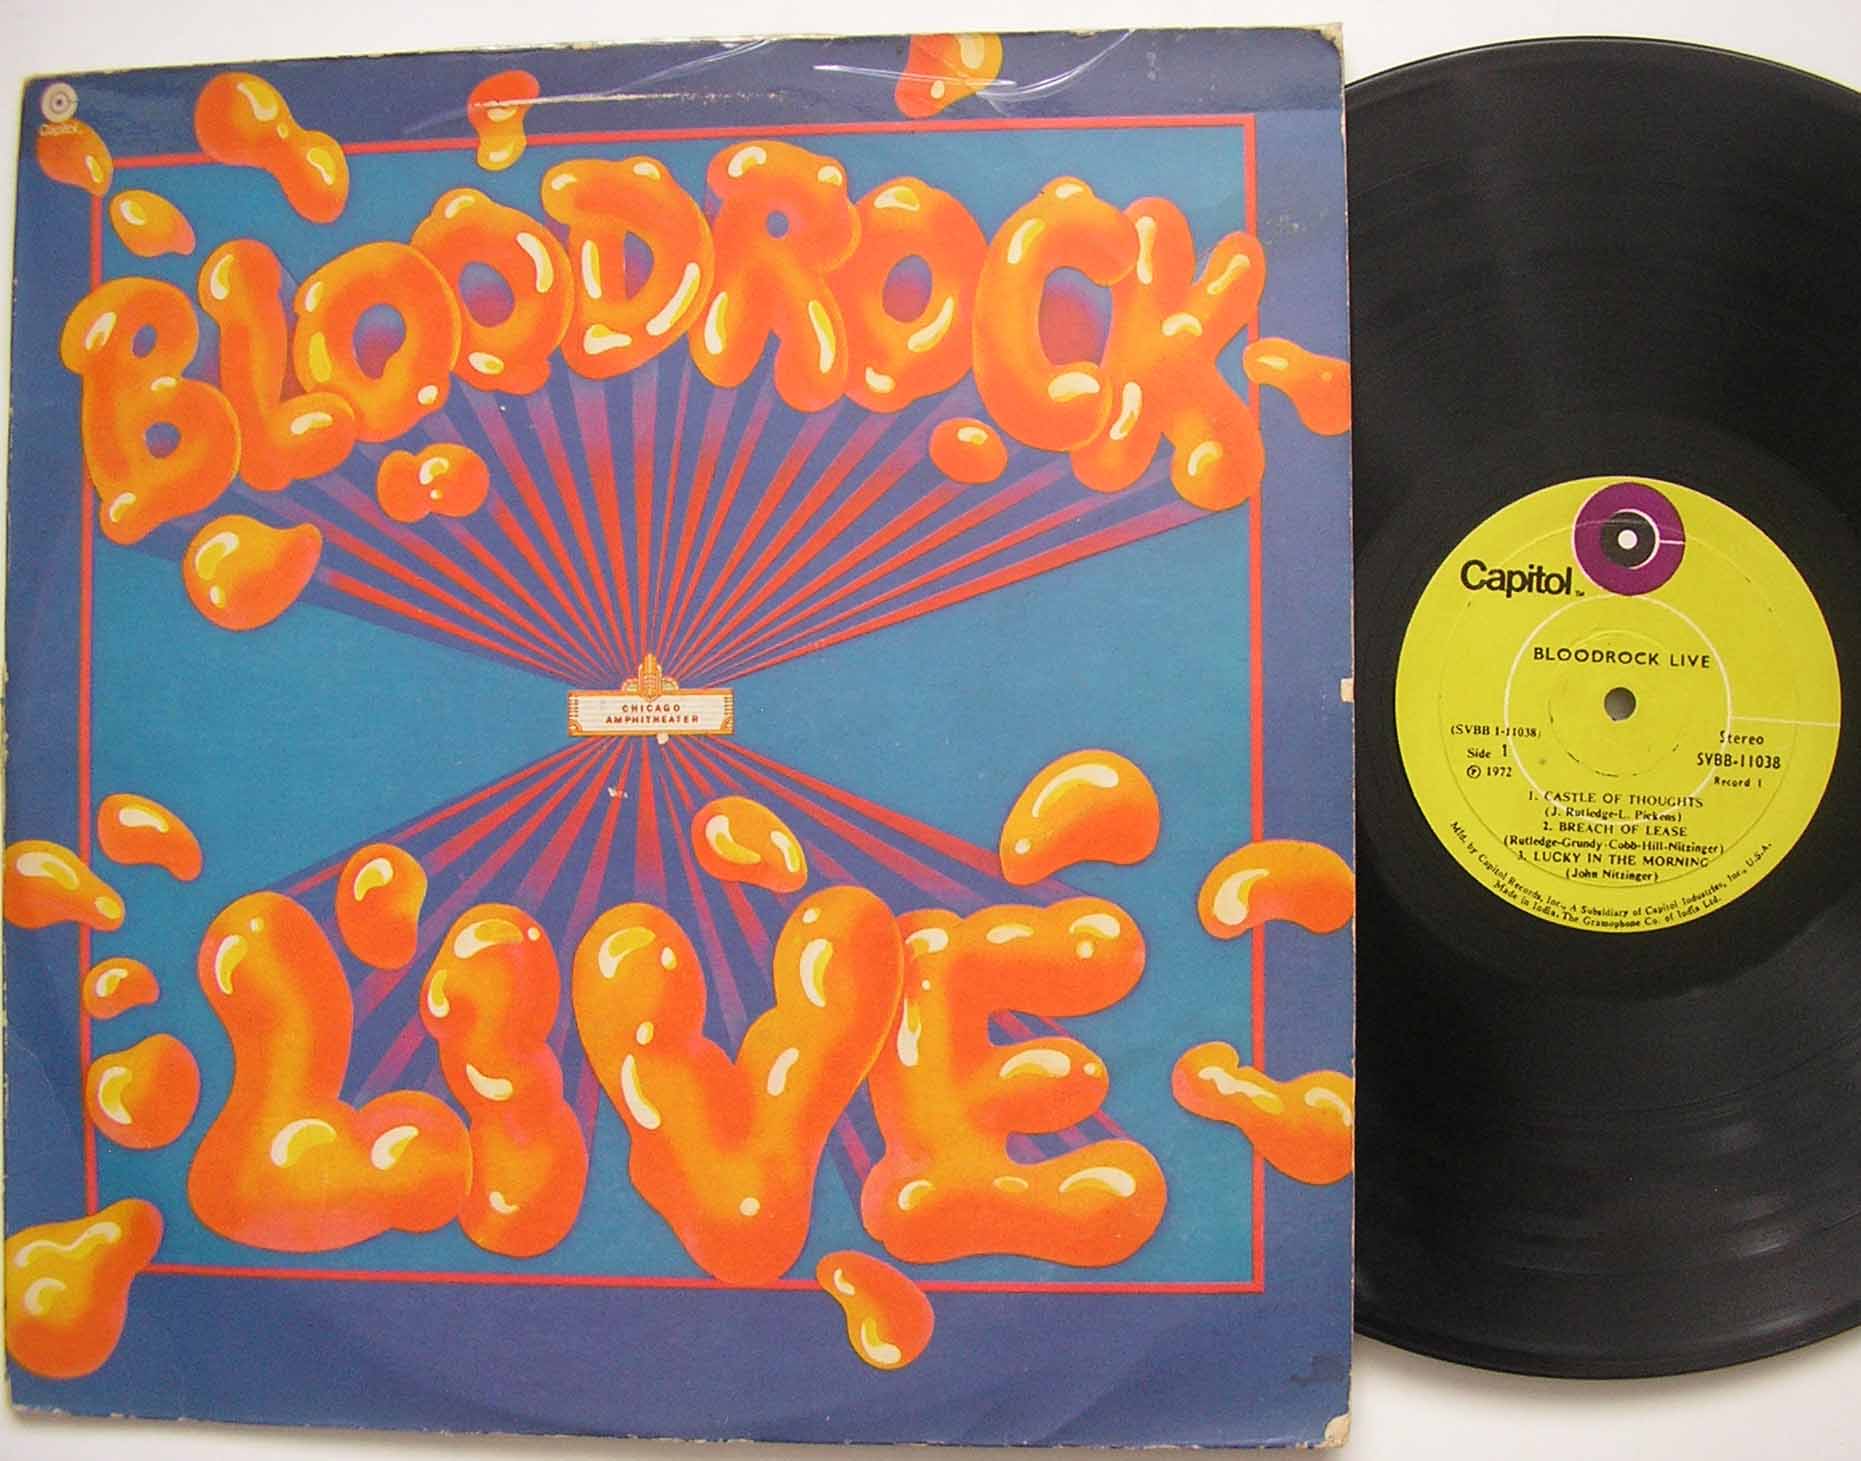 Capitol
BLOODROCK
CHICAGO
AMPHITHEATER
LIVE
Capitol™
BLOODROCK LIVE
(SVBB 1-11038)
Side 1
℗ 1972
Stereo
SVBB-11038
Record 1
1. CASTLE OF THOUGHTS
(J. Rutledge-L. Pickens)
2. BREACH OF LEASE
(Rutledge-Grundy-Cobb-Hill-Nitzinger)
3. LUCKY IN THE MORNING
(John Nitzinger)
Mfd. by Capitol Records, Inc., A Subsidiary of Capitol Industries, Inc., U.S.A.
Made in India, The Gramophone Co. of India Ltd.